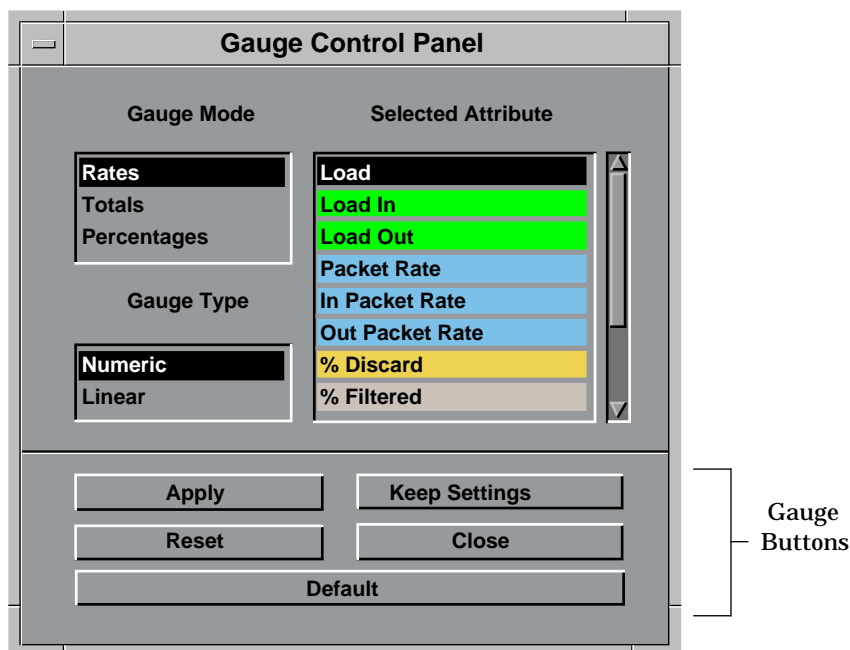 Gauge Control Panel
Gauge Mode
Rates
Totals
Percentages
Gauge Type
Numeric
Linear
Selected Attribute
Load
Load In
Load Out
Packet Rate
In Packet Rate
Out Packet Rate
% Discard
% Filtered
Apply
Keep Settings
Reset
Close
Default
Gauge
Buttons